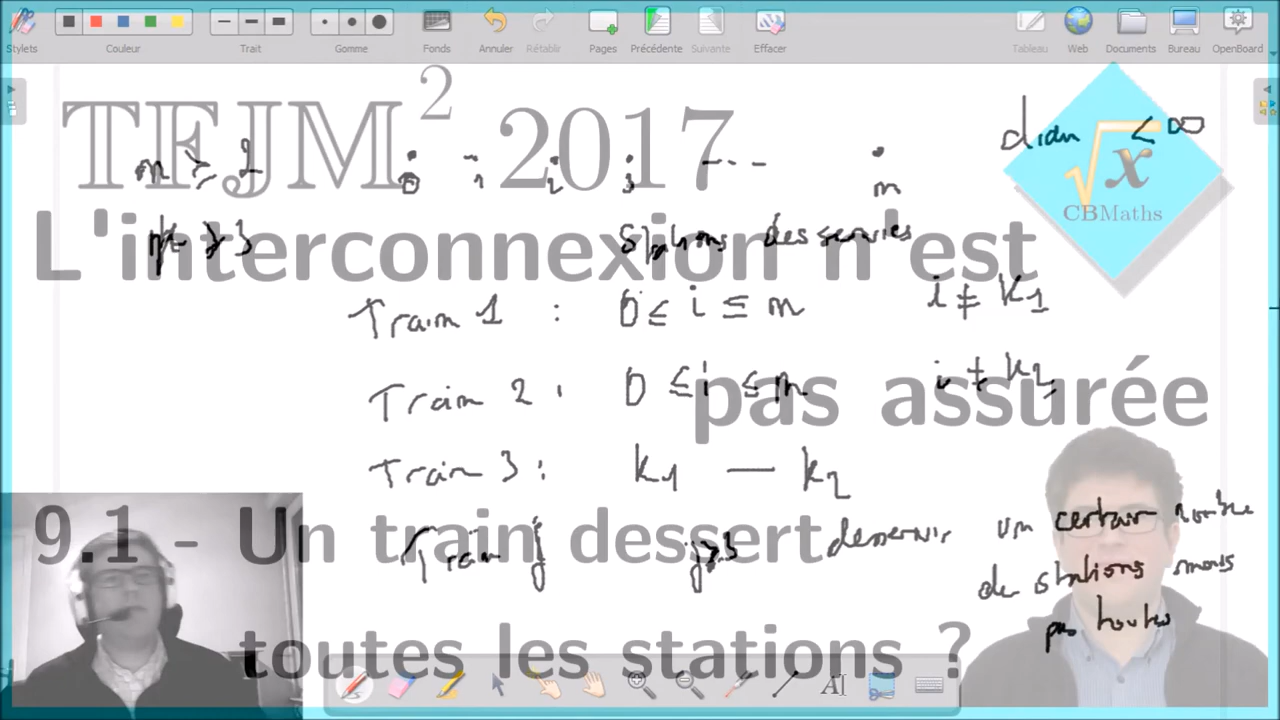 Stylets Couleur Trait Gomme Fonds Annuler Rétablir Pages Précédente Suivante Effacer Tableau Web Documents Bureau OpenBoard
TFJM² 2017
diam < ∞
0 1 2 3 --- m
√x
CBMaths
L'interconnexion n'est
Stations desservies
Train 1 : 0 ≤ i ≤ m i ≠ k1
pas assurée
Train 2 : 0 ≤ i ≤ m i ≠ k2
Train 3 : k1 — k2
9.1 - Un train dessert
Train j j>3 desservir un certain nombre
de stations mais
pas toutes
toutes les stations ?